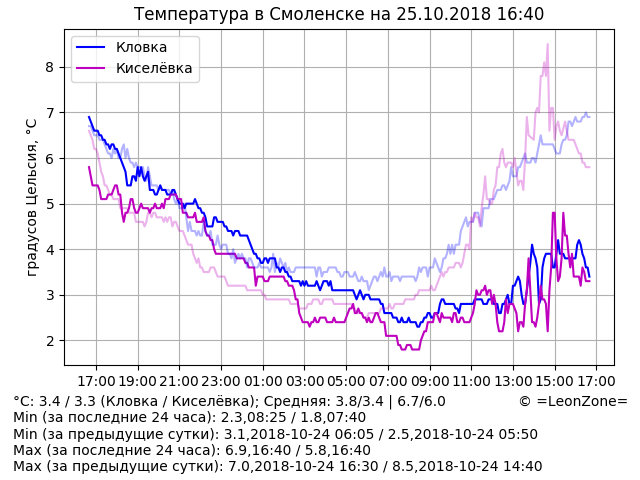 Температура в Смоленске на 25.10.2018 16:40
Кловка
Киселёвка
градусов Цельсия, °C
8
7
6
5
4
3
2
17:00 19:00 21:00 23:00 01:00 03:00 05:00 07:00 09:00 11:00 13:00 15:00 17:00
°C: 3.4 / 3.3 (Кловка / Киселёвка); Средняя: 3.8/3.4 | 6.7/6.0 © =LeonZone=
Min (за последние 24 часа): 2.3,08:25 / 1.8,07:40
Min (за предыдущие сутки): 3.1,2018-10-24 06:05 / 2.5,2018-10-24 05:50
Max (за последние 24 часа): 6.9,16:40 / 5.8,16:40
Max (за предыдущие сутки): 7.0,2018-10-24 16:30 / 8.5,2018-10-24 14:40